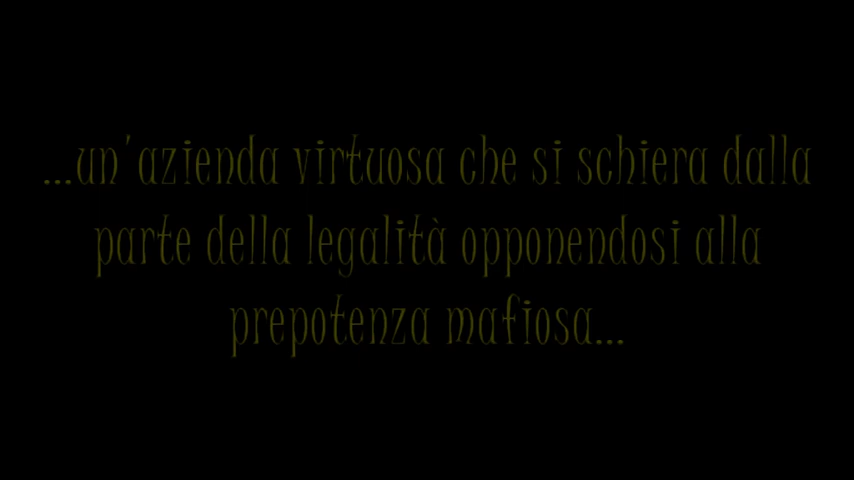 ...un'azienda virtuosa che si schiera dalla
parte della legalità opponendosi alla
prepotenza mafiosa...